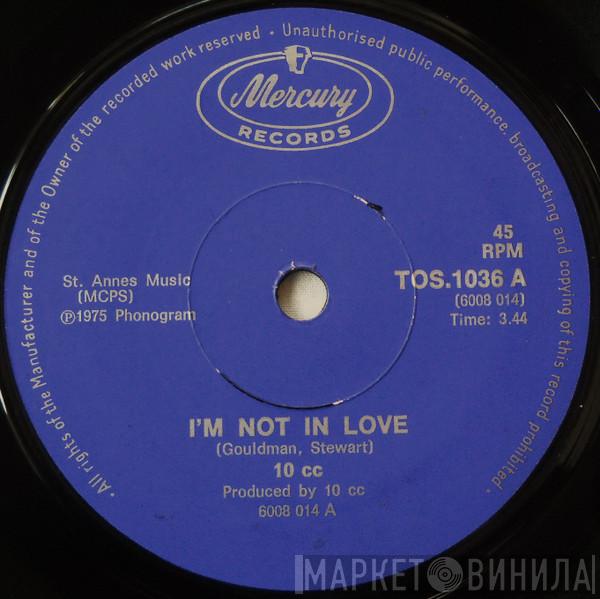 · All rights of the Manufacturer and of the Owner of the recorded work reserved · Unauthorised public performance, broadcasting and copying of this record prohibited ·
Mercury
RECORDS
45
RPM
TOS.1036 A
(6008 014)
Time: 3.44
St. Annes Music
(MCPS)
℗1975 Phonogram
I'M NOT IN LOVE
(Gouldman, Stewart)
10 cc
Produced by 10 cc
6008 014 A
МАРКЕТ ВИНИЛА